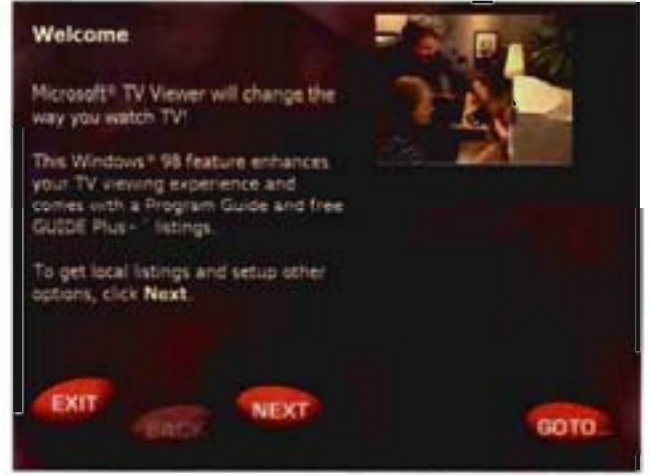 Welcome
Microsoft® TV Viewer will change the
way you watch TV!
This Windows® 98 feature enhances
your TV viewing experience and
comes with a Program Guide and free
GUIDE Plus+™ listings.
To get local listings and setup other
options, click Next.
EXIT
BACK
NEXT
GOTO...